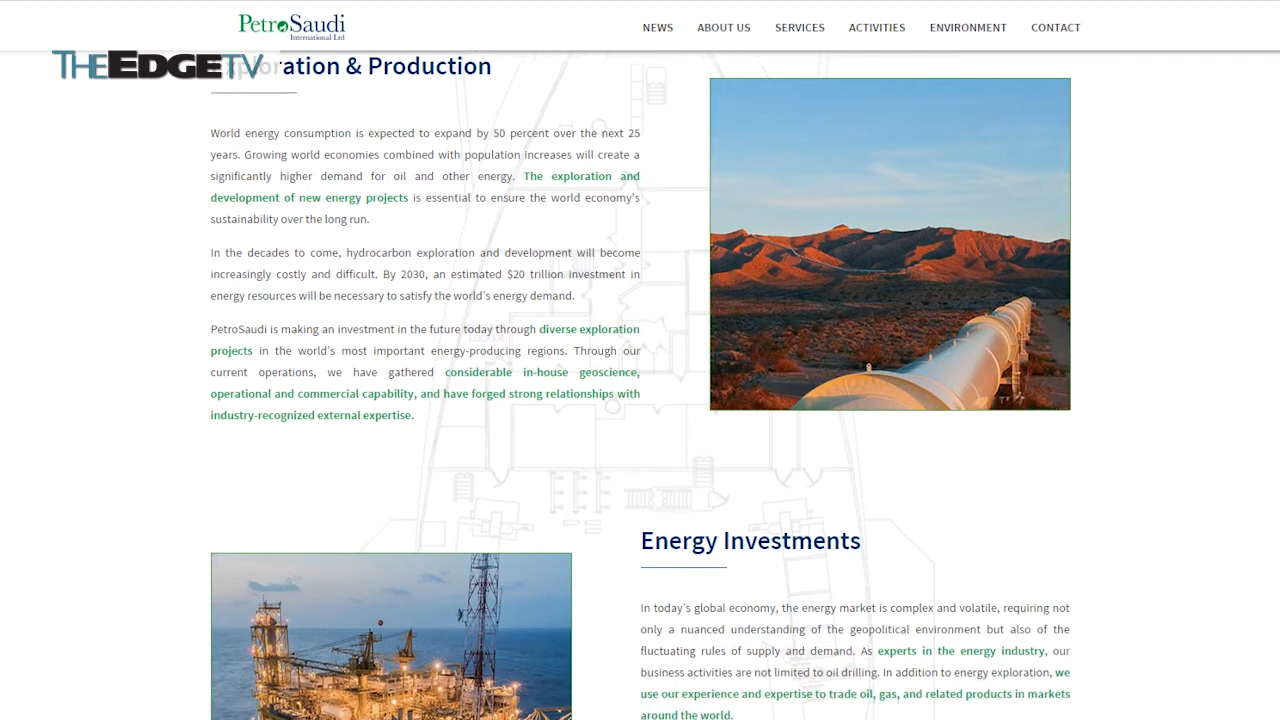 PetroSaudi
International Ltd
NEWS ABOUT US SERVICES ACTIVITIES ENVIRONMENT CONTACT
THEEDGETV
Exploration & Production
World energy consumption is expected to expand by 50 percent over the next 25
years. Growing world economies combined with population increases will create a
significantly higher demand for oil and other energy. The exploration and
development of new energy projects is essential to ensure the world economy's
sustainability over the long run.
In the decades to come, hydrocarbon exploration and development will become
increasingly costly and difficult. By 2030, an estimated $20 trillion investment in
energy resources will be necessary to satisfy the world's energy demand.
PetroSaudi is making an investment in the future today through diverse exploration
projects in the world's most important energy-producing regions. Through our
current operations, we have gathered considerable in-house geoscience,
operational and commercial capability, and have forged strong relationships with
industry-recognized external expertise.
Energy Investments
In today's global economy, the energy market is complex and volatile, requiring not
only a nuanced understanding of the geopolitical environment but also of the
fluctuating rules of supply and demand. As experts in the energy industry, our
business activities are not limited to oil drilling. In addition to energy exploration, we
use our experience and expertise to trade oil, gas, and related products in markets
around the world.